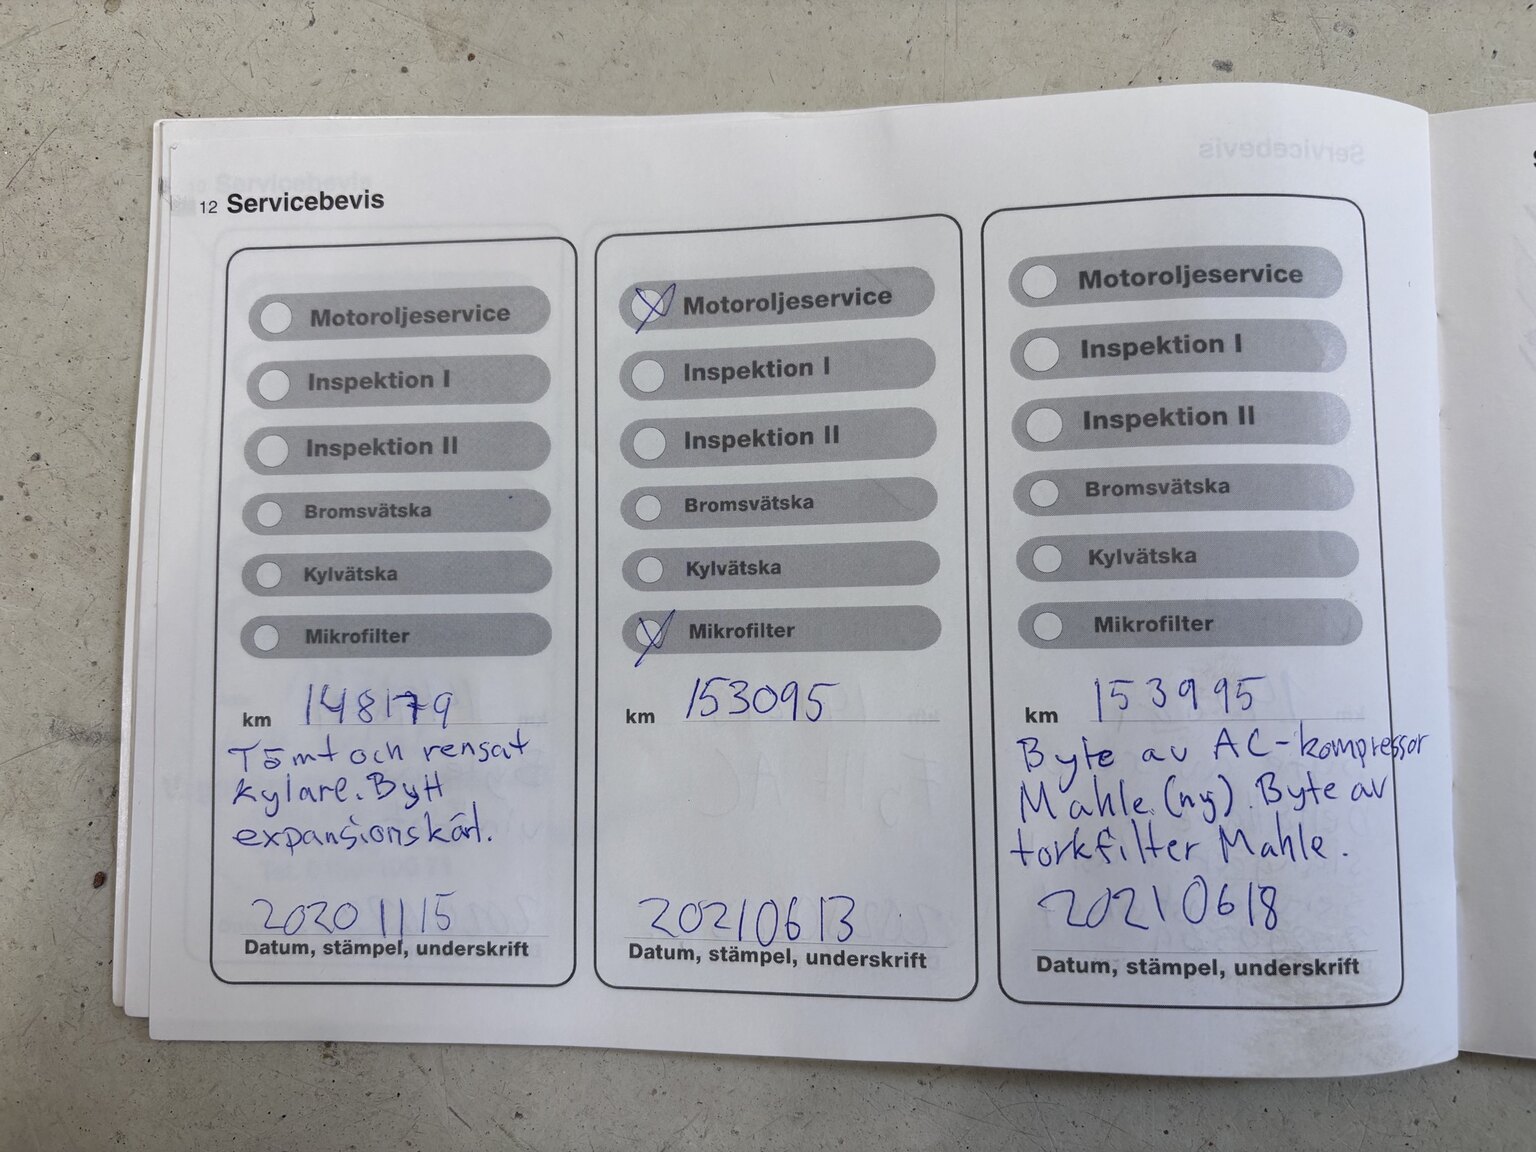 12 Servicebevis
Motoroljeservice
Inspektion I
Inspektion II
Bromsvätska
Kylvätska
Mikrofilter
km 148179
Tömt och rensat
kylare. Bytt
expansionskärl.
20201115
Datum, stämpel, underskrift
Motoroljeservice
Inspektion I
Inspektion II
Bromsvätska
Kylvätska
Mikrofilter
km 153095
20210613
Datum, stämpel, underskrift
Motoroljeservice
Inspektion I
Inspektion II
Bromsvätska
Kylvätska
Mikrofilter
km 153995
Byte av AC-kompressor
Mahle (ny). Byte av
torkfilter Mahle.
20210618
Datum, stämpel, underskrift